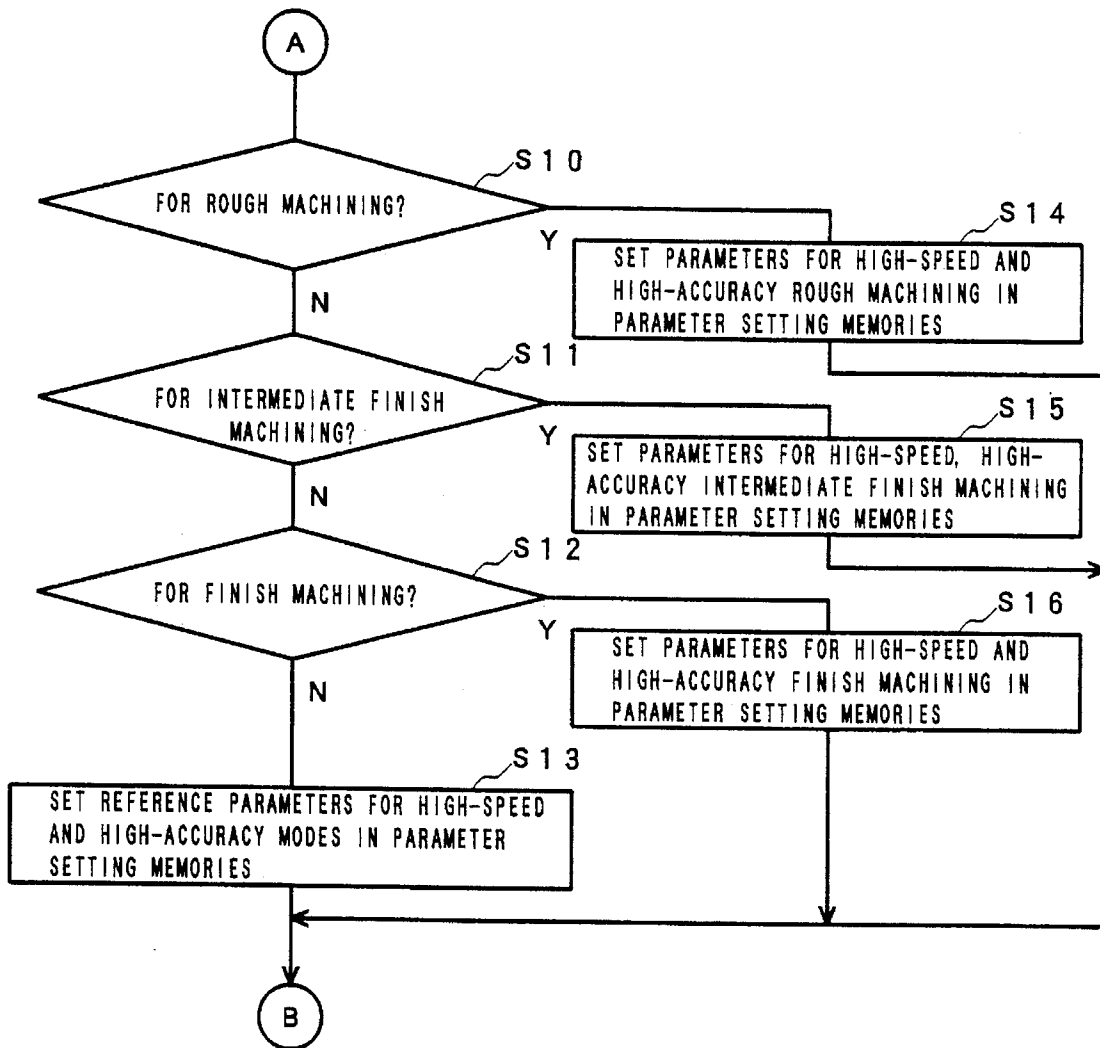 A
S10
FOR ROUGH MACHINING?
Y
N
S14
SET PARAMETERS FOR HIGH-SPEED AND
HIGH-ACCURACY ROUGH MACHINING IN
PARAMETER SETTING MEMORIES
S11
FOR INTERMEDIATE FINISH
MACHINING?
Y
N
S15
SET PARAMETERS FOR HIGH-SPEED, HIGH-
ACCURACY INTERMEDIATE FINISH MACHINING
IN PARAMETER SETTING MEMORIES
S12
FOR FINISH MACHINING?
Y
N
S16
SET PARAMETERS FOR HIGH-SPEED AND
HIGH-ACCURACY FINISH MACHINING IN
PARAMETER SETTING MEMORIES
S13
SET REFERENCE PARAMETERS FOR HIGH-SPEED
AND HIGH-ACCURACY MODES IN PARAMETER
SETTING MEMORIES
B